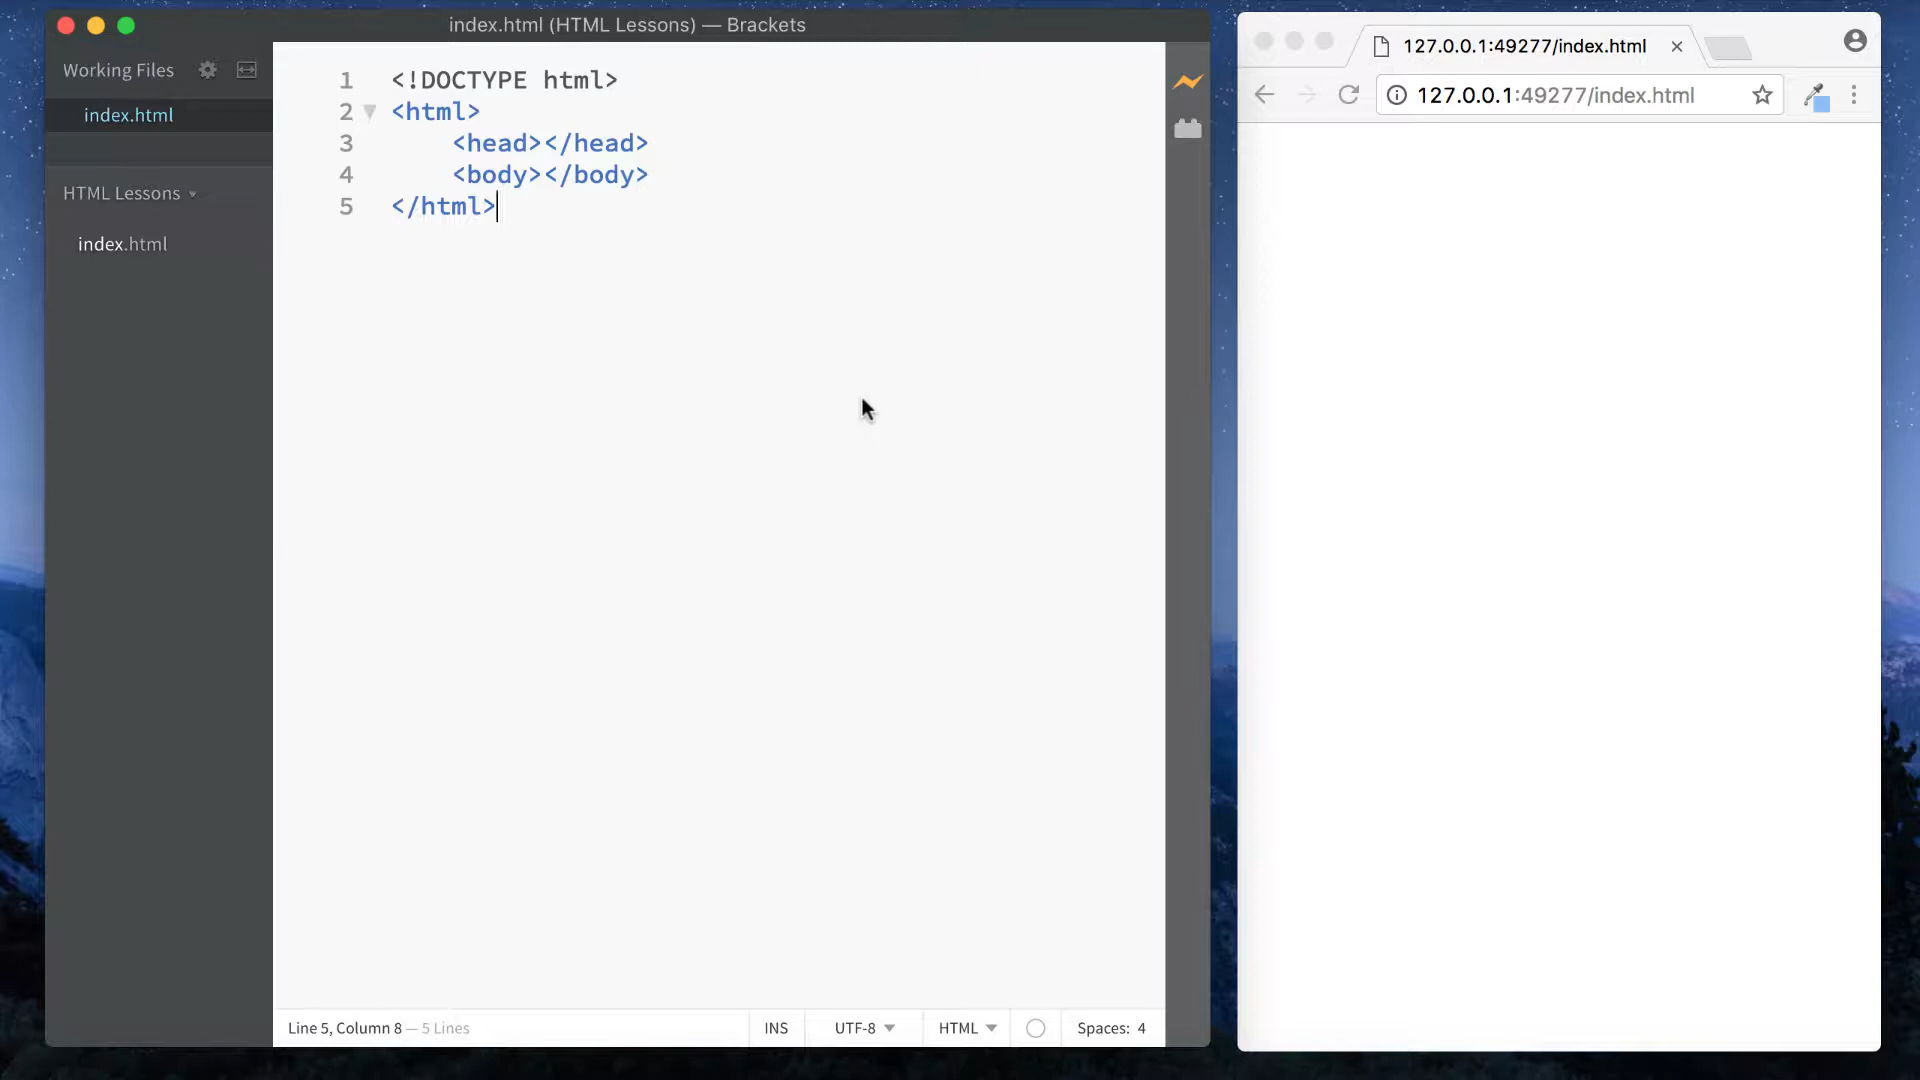 index.html (HTML Lessons) — Brackets
Working Files
index.html
HTML Lessons
index.html
1 <!DOCTYPE html>
2 <html>
3 <head></head>
4 <body></body>
5 </html>
Line 5, Column 8 — 5 Lines
INS
UTF-8
HTML
Spaces: 4
127.0.0.1:49277/index.html
127.0.0.1:49277/index.html